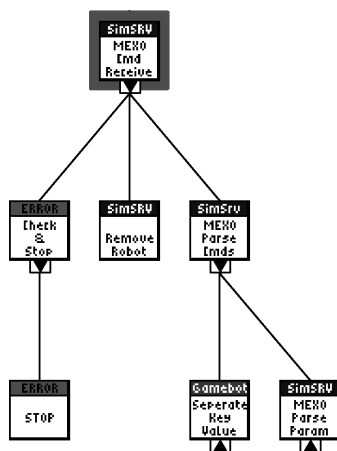 SimSRV
MEXO
Cmd
Receive
ERROR
Check
&
Stop
SimSRV
Remove
Robot
SimSrv
MEXO
Parse
Cmds
ERROR
STOP
Gamebot
Seperate
Key
Value
SimSRV
MEXO
Parse
Param